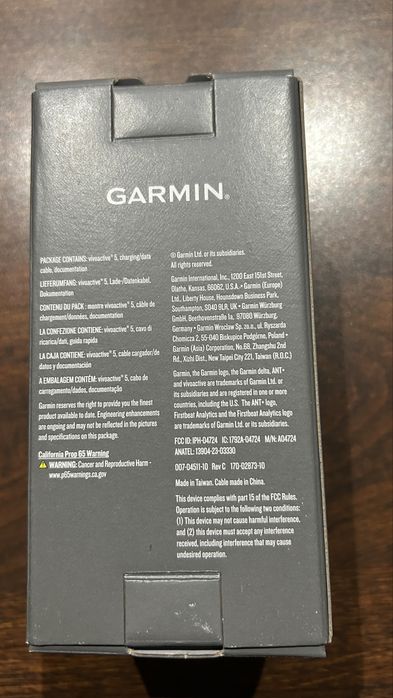 GARMIN®
PACKAGE CONTAINS: vívoactive® 5, charging/data
cable, documentation
LIEFERUMFANG: vívoactive® 5, Lade-/Datenkabel,
Dokumentation
CONTENU DU PACK : montre vívoactive® 5, câble de
chargement/données, documentation
LA CONFEZIONE CONTIENE: vívoactive® 5, cavo di
ricarica/dati, guida rapida
LA CAJA CONTIENE: vívoactive® 5, cable cargador/de
datos y documentación
A EMBALAGEM CONTÉM: vívoactive® 5, cabo de
carregamento/dados, documentação
Garmin reserves the right to provide you the finest
product available to date. Engineering enhancements
are ongoing and may not be reflected in the pictures
and specifications on this package.
California Prop 65 Warning
⚠ WARNING: Cancer and Reproductive Harm -
www.p65warnings.ca.gov
© Garmin Ltd. or its subsidiaries.
All rights reserved.
Garmin International, Inc., 1200 East 151st Street,
Olathe, Kansas, 66062, U.S.A. • Garmin (Europe)
Ltd., Liberty House, Hounsdown Business Park,
Southampton, SO40 9LR, UK • Garmin Würzburg
GmbH, Beethovenstraße 1a, 97080 Würzburg,
Germany • Garmin Wroclaw Sp. zo.o., ul. Ryszarda
Chomicza 2, 55-040 Biskupice Podgórne, Poland •
Garmin (Asia) Corporation, No.68, Zhangshu 2nd
Rd., Xizhi Dist., New Taipei City 221, Taiwan (R.O.C.)
Garmin, the Garmin logo, the Garmin delta, ANT+
and vívoactive are trademarks of Garmin Ltd. or
its subsidiaries and are registered in one or more
countries, including the U.S. The ANT+ logo,
Firstbeat Analytics and the Firstbeat Analytics logo
are trademarks of Garmin Ltd. or its subsidiaries.
FCC ID: IPH-04724 IC: 1792A-04724 M/N: A04724
ANATEL: 13904-23-03330
007-04511-10 Rev C 170-02873-10
Made in Taiwan. Cable made in China.
This device complies with part 15 of the FCC Rules.
Operation is subject to the following two conditions:
(1) This device may not cause harmful interference,
and (2) this device must accept any interference
received, including interference that may cause
undesired operation.